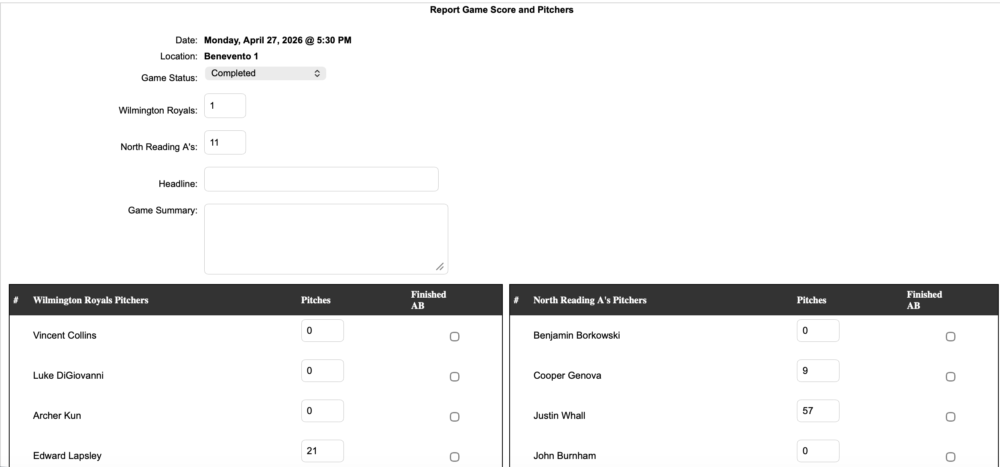 Report Game Score and Pitchers
Date: Monday, April 27, 2026 @ 5:30 PM
Location: Benevento 1
Game Status: Completed
Wilmington Royals: 1
North Reading A's: 11
Headline:
Game Summary:
# Wilmington Royals Pitchers Pitches Finished AB
Vincent Collins 0
Luke DiGiovanni 0
Archer Kun 0
Edward Lapsley 21
# North Reading A's Pitchers Pitches Finished AB
Benjamin Borkowski 0
Cooper Genova 9
Justin Whall 57
John Burnham 0